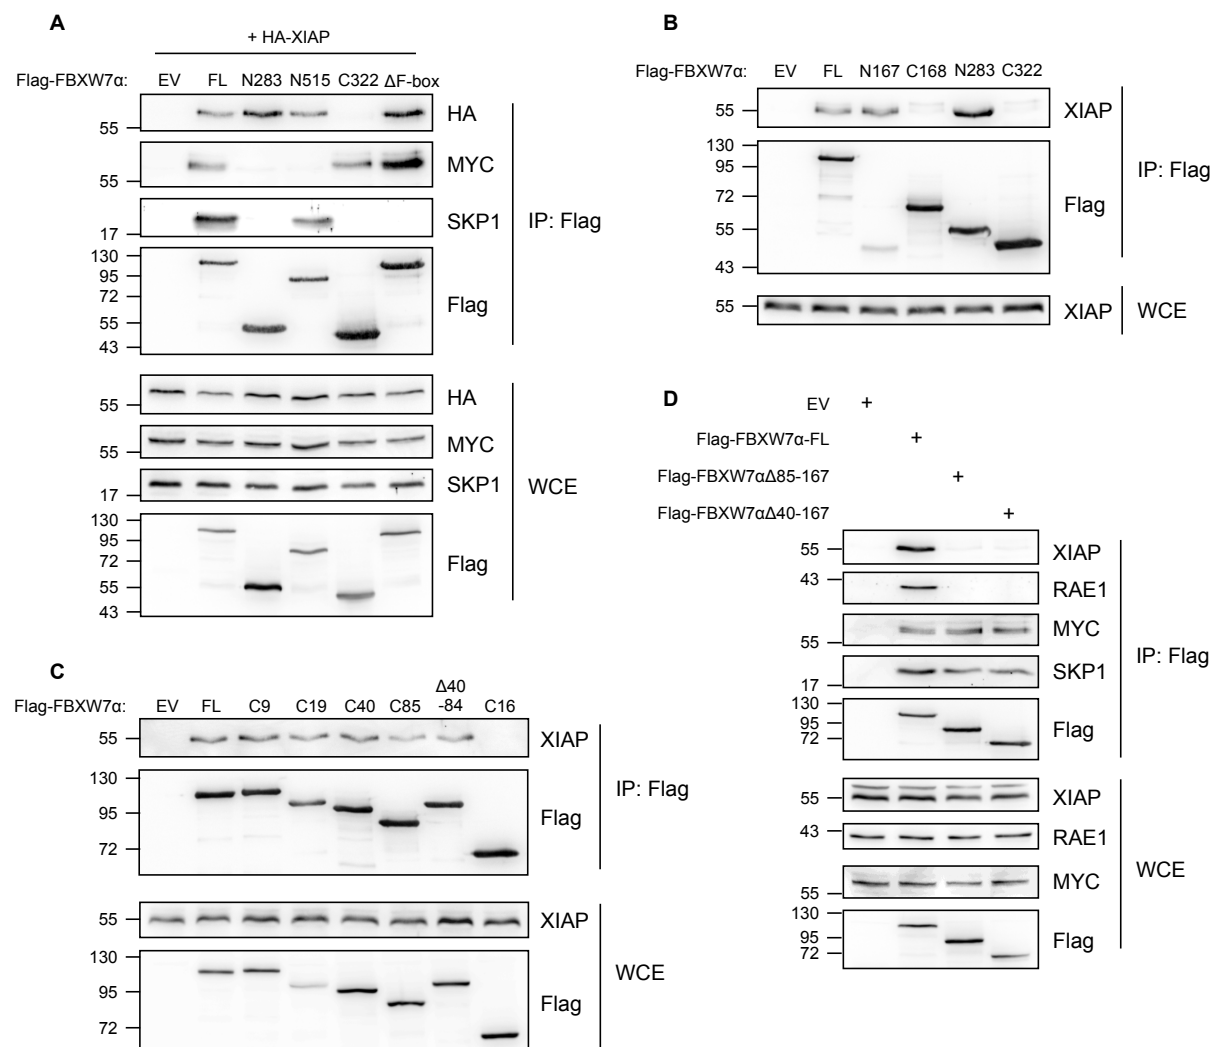 A
+ HA-XIAP
Flag-FBXW7α: EV FL N283 N515 C322 ΔF-box
55 HA
55 MYC
17 SKP1
IP: Flag
130
95
72
55
43
Flag
55 HA
55 MYC
17 SKP1
WCE
130
95
72
55
43
Flag
B
Flag-FBXW7α: EV FL N167 C168 N283 C322
55 XIAP
130
95
72
55
43
Flag
IP: Flag
55 XIAP WCE
C
Flag-FBXW7α: EV FL C9 C19 C40 C85 Δ40-84 C16
55 XIAP
IP: Flag
130
95
72
Flag
55 XIAP
WCE
130
95
72
Flag
D
EV +
Flag-FBXW7α-FL +
Flag-FBXW7αΔ85-167 +
Flag-FBXW7αΔ40-167 +
55 XIAP
43 RAE1
55 MYC
17 SKP1
IP: Flag
130
95
72
Flag
55 XIAP
43 RAE1
55 MYC
WCE
130
95
72
Flag